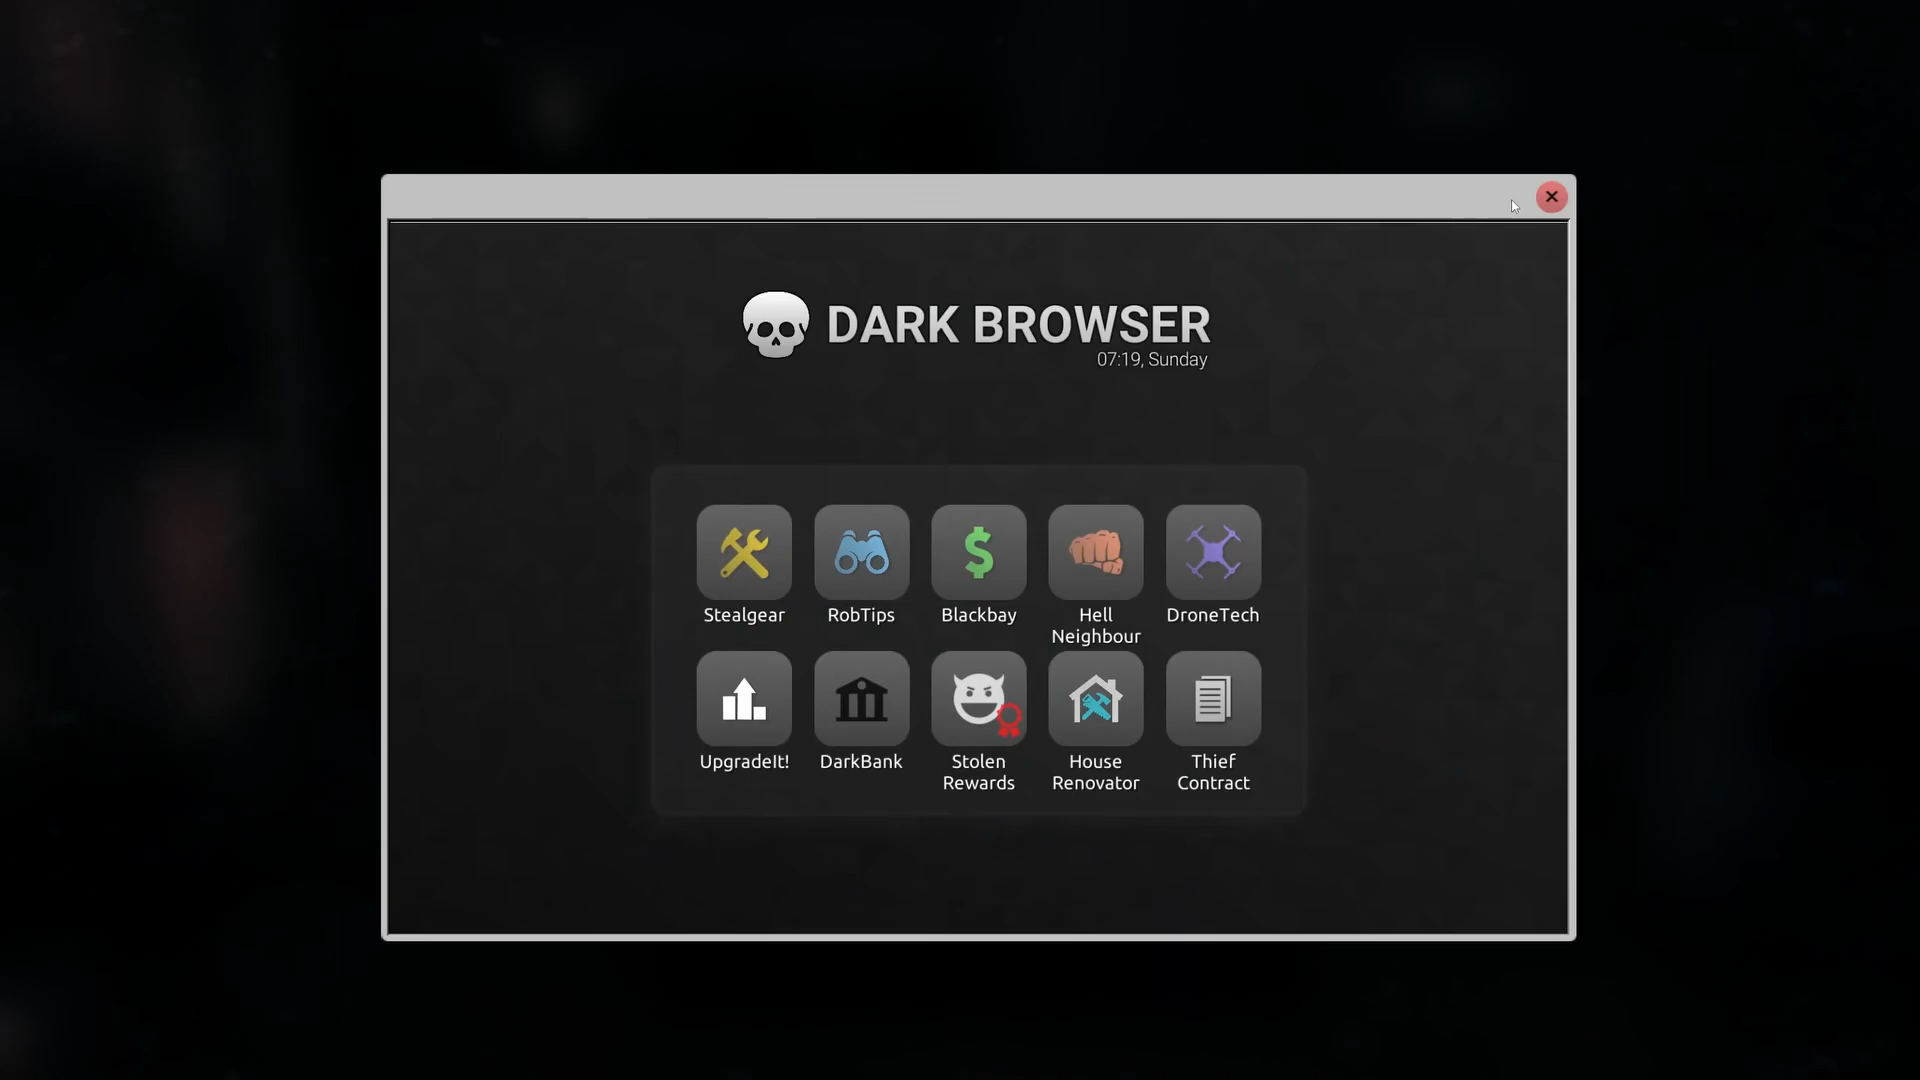 DARK BROWSER
07:19, Sunday
Stealgear
RobTips
Blackbay
Hell
Neighbour
DroneTech
UpgradeIt!
DarkBank
Stolen
Rewards
House
Renovator
Thief
Contract